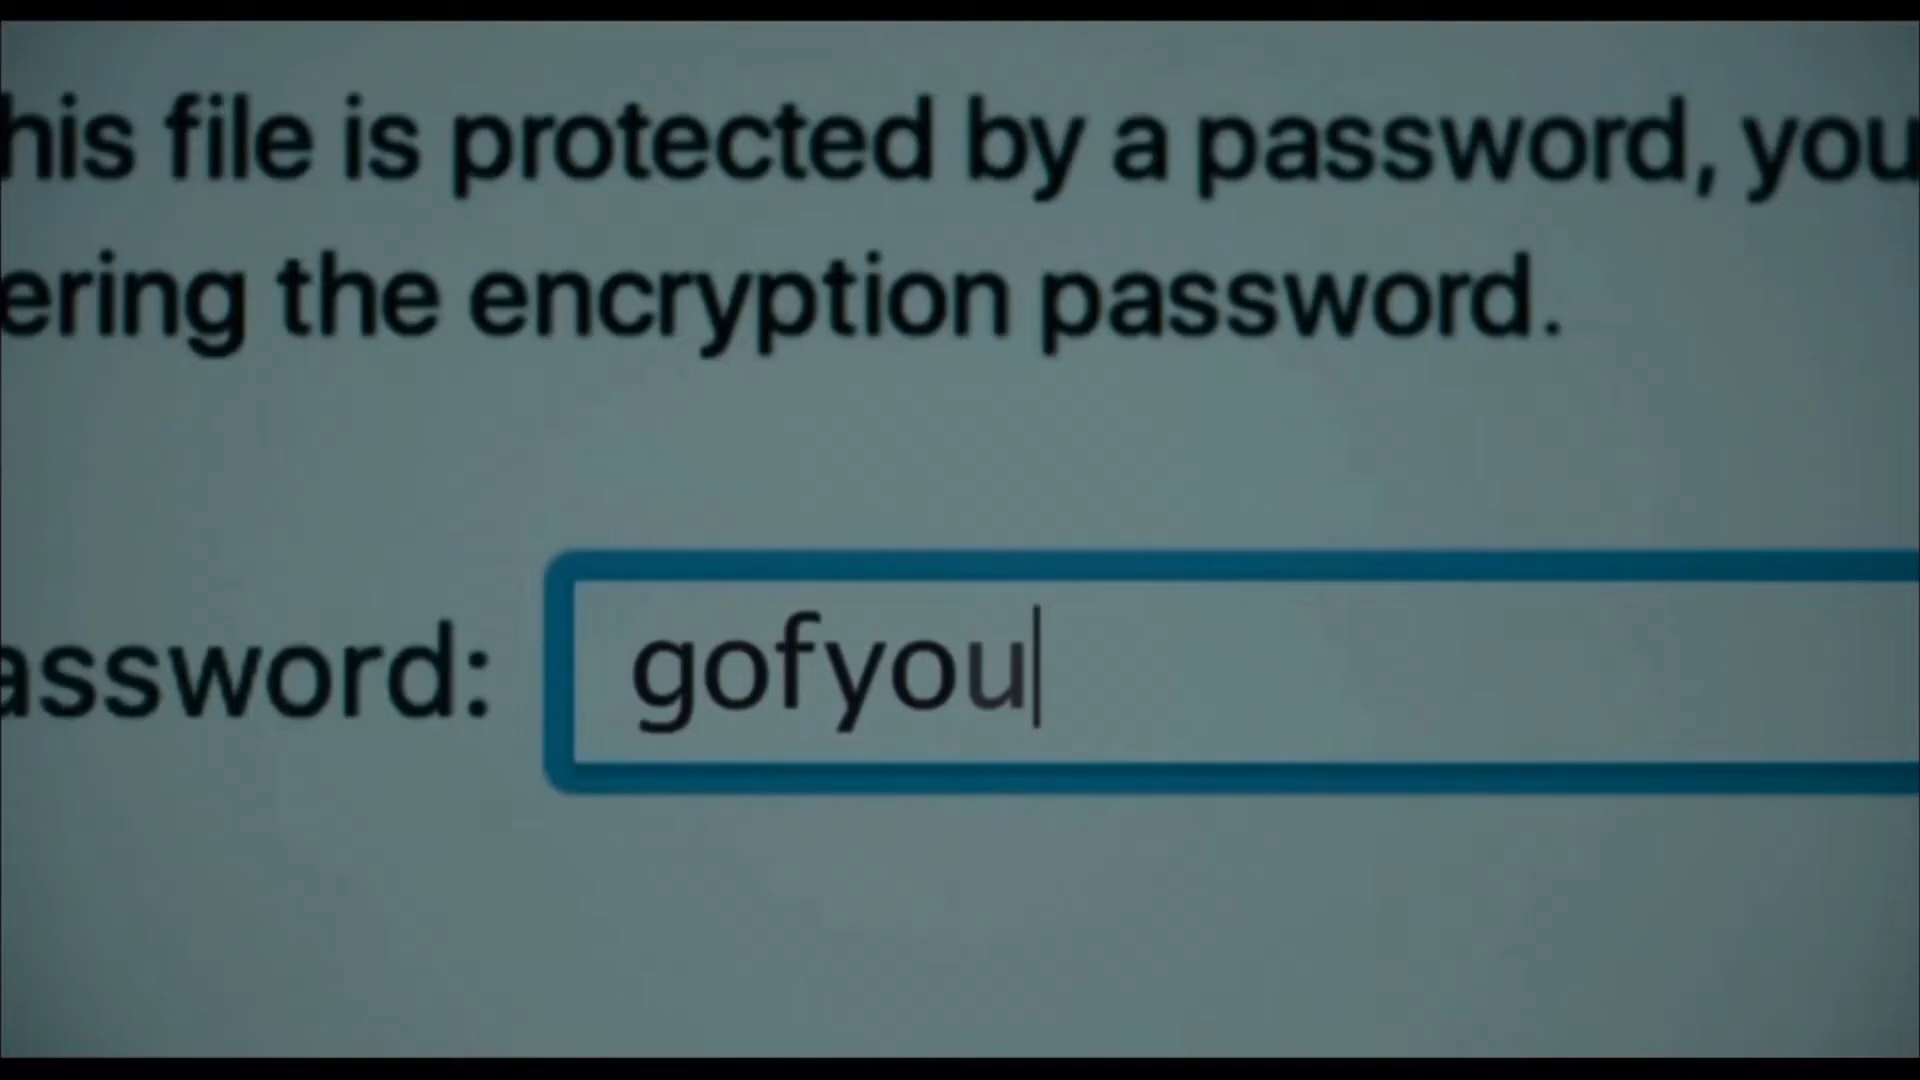 his file is protected by a password, you
ering the encryption password.
assword: gofyou